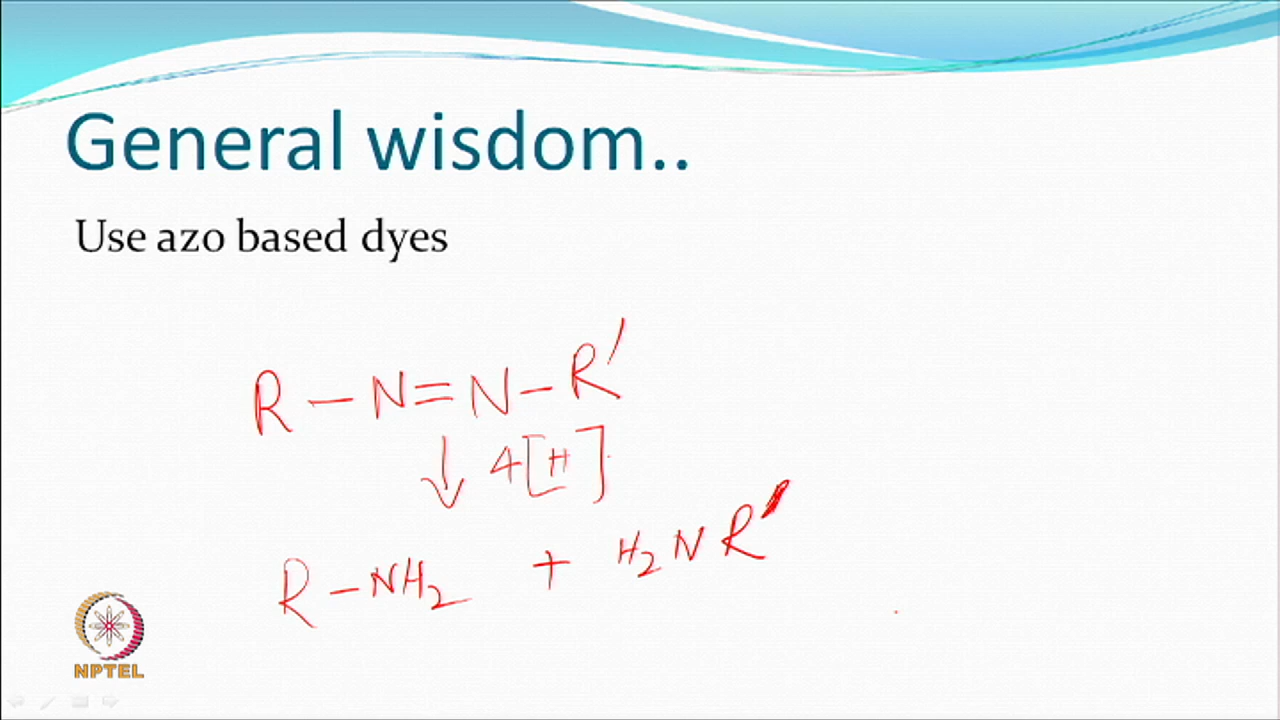 General wisdom..
Use azo based dyes
R - N = N - R'
↓ 4[H]
R - NH2 + H2NR'
NPTEL